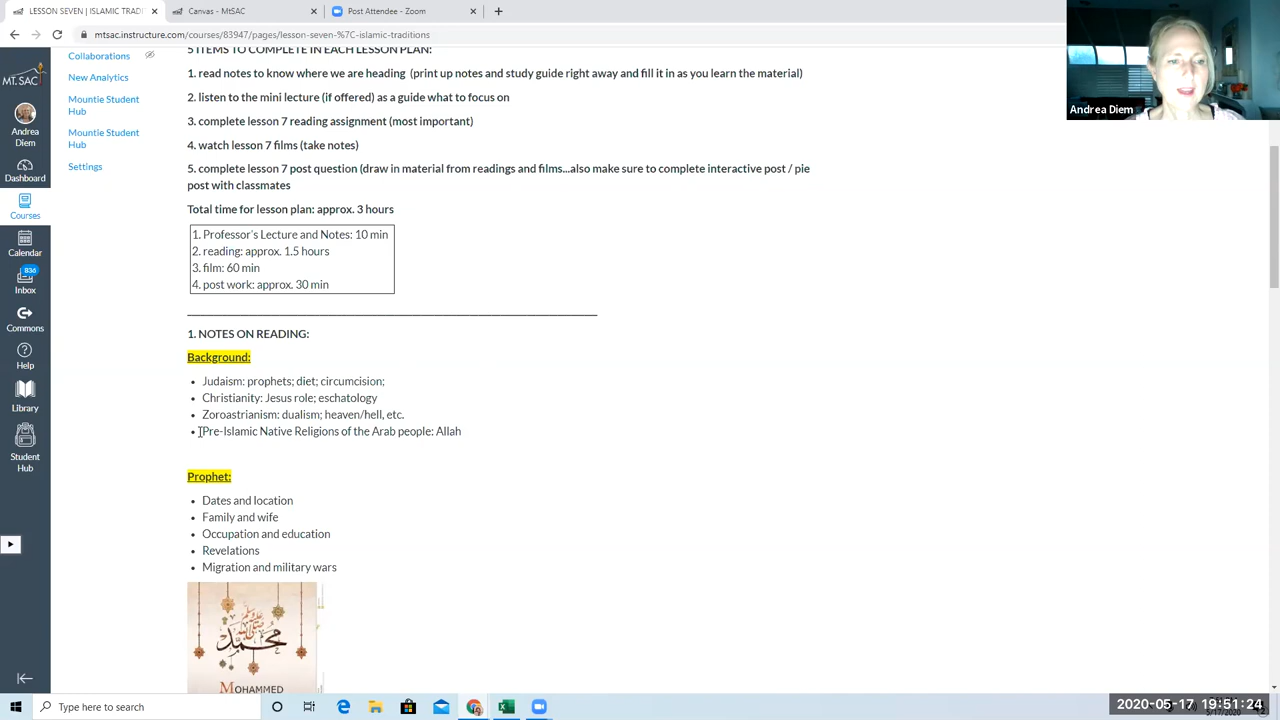 LESSON SEVEN | ISLAMIC TRADI
Canvas - MtSAC
Post Attendee - Zoom
mtsac.instructure.com/courses/83947/pages/lesson-seven-%7C-islamic-traditions
Andrea Diem
MT. SAC
Andrea
Diem
Dashboard
Courses
Calendar
836
Inbox
Commons
Help
Library
Student
Hub
Collaborations
New Analytics
Mountie Student
Hub
Mountie Student
Hub
Settings
5 ITEMS TO COMPLETE IN EACH LESSON PLAN:
1. read notes to know where we are heading (print up notes and study guide right away and fill it in as you learn the material)
2. listen to the mini lecture (if offered) as a guide what to focus on
3. complete lesson 7 reading assignment (most important)
4. watch lesson 7 films (take notes)
5. complete lesson 7 post question (draw in material from readings and films...also make sure to complete interactive post / pie
post with classmates
Total time for lesson plan: approx. 3 hours
1. Professor's Lecture and Notes: 10 min
2. reading: approx. 1.5 hours
3. film: 60 min
4. post work: approx. 30 min
1. NOTES ON READING:
Background:
• Judaism: prophets; diet; circumcision;
• Christianity: Jesus role; eschatology
• Zoroastrianism: dualism; heaven/hell, etc.
• Pre-Islamic Native Religions of the Arab people: Allah
Prophet:
• Dates and location
• Family and wife
• Occupation and education
• Revelations
• Migration and military wars
محمد
MOHAMMED
Type here to search
2020-05-17 19:51:24